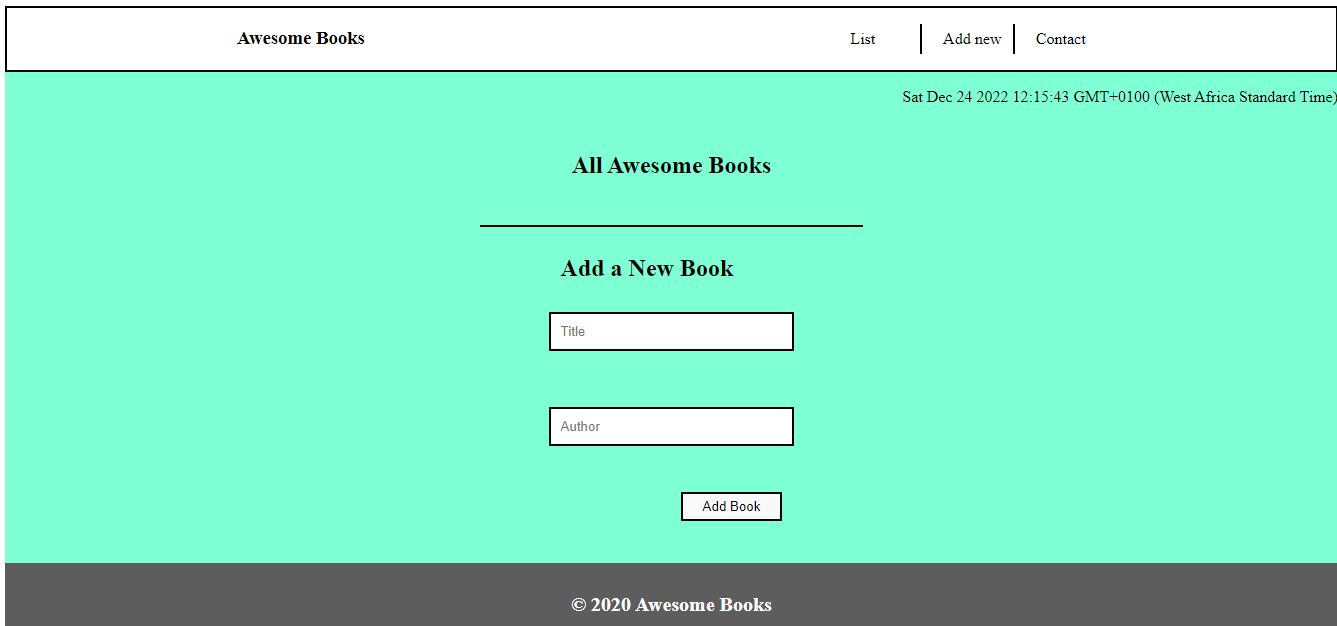 Awesome Books List Add new Contact
Sat Dec 24 2022 12:15:43 GMT+0100 (West Africa Standard Time)
All Awesome Books
Add a New Book
Title
Author
Add Book
© 2020 Awesome Books